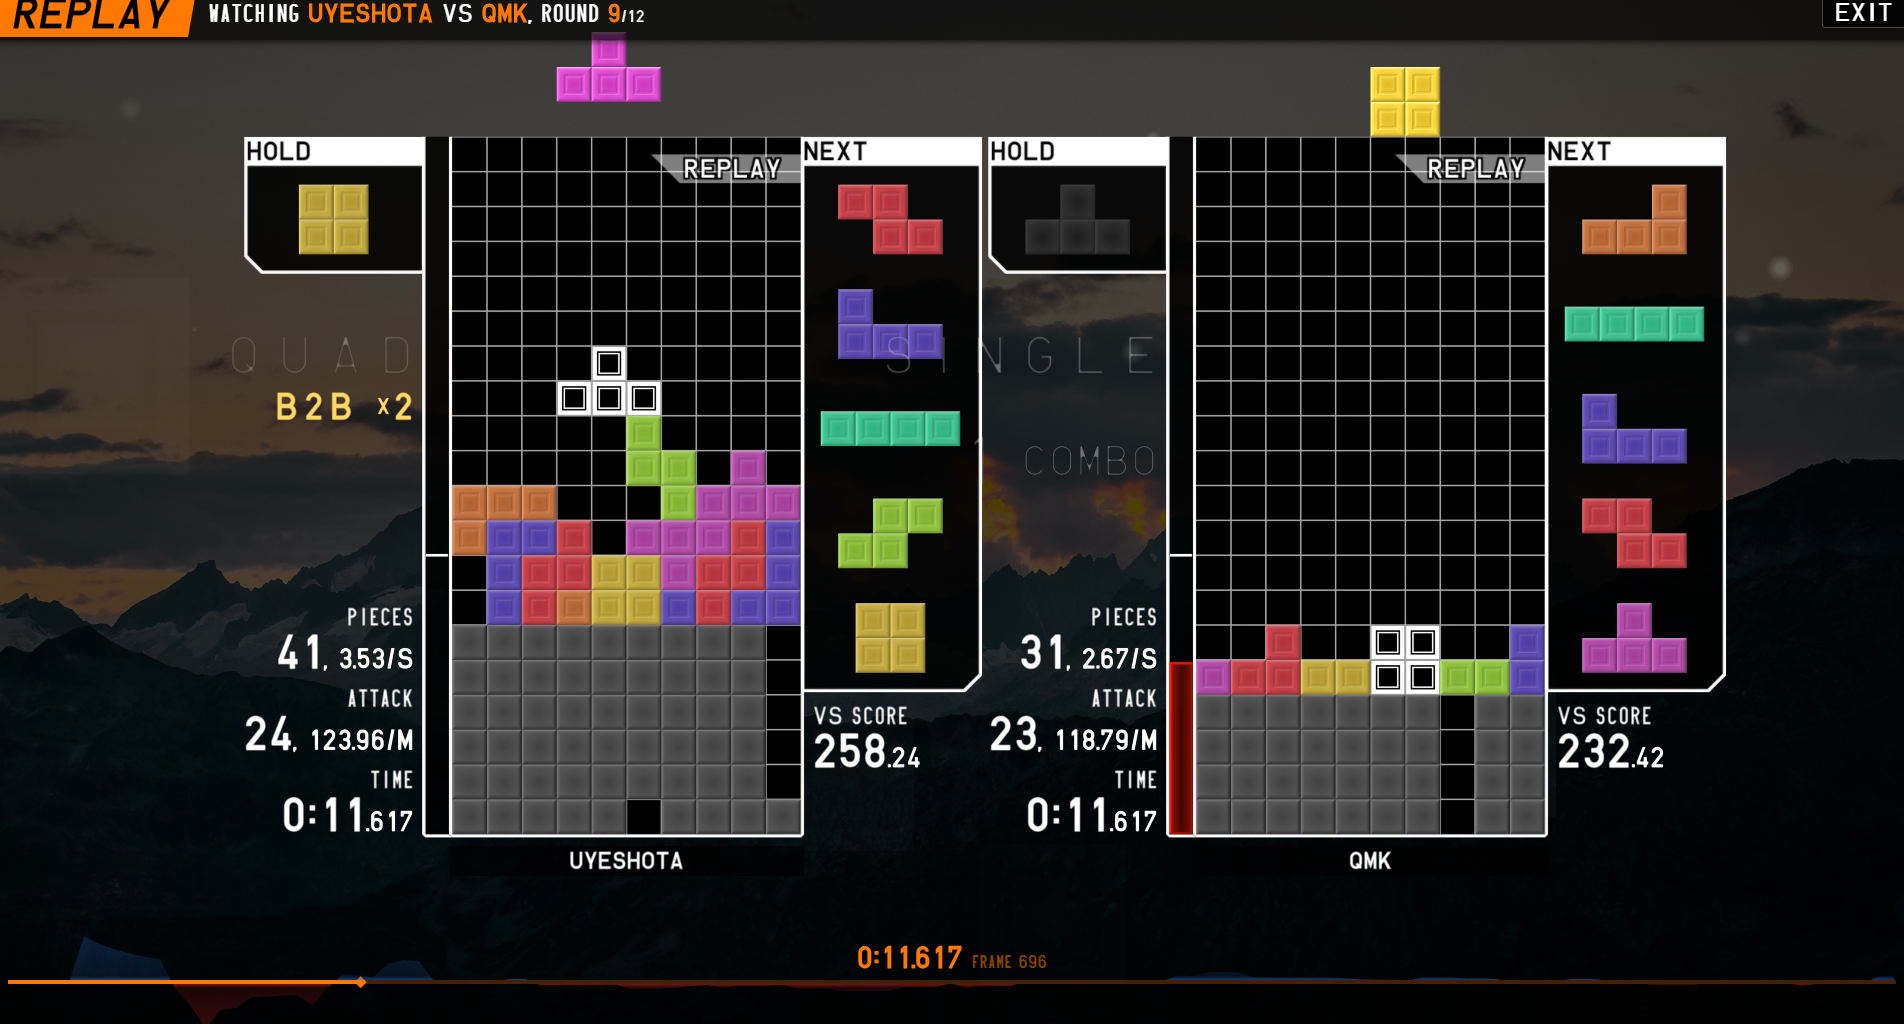 REPLAY
WATCHING UYESHOTA VS QMK, ROUND 9/12
EXIT
HOLD
REPLAY
NEXT
QUAD
B2B ×2
PIECES
41, 3.53/S
ATTACK
24, 123.96/M
TIME
0:11.617
VS SCORE
258.24
UYESHOTA
HOLD
REPLAY
NEXT
SINGLE
1 COMBO
PIECES
31, 2.67/S
ATTACK
23, 118.79/M
TIME
0:11.617
VS SCORE
232.42
QMK
0:11.617 FRAME 696